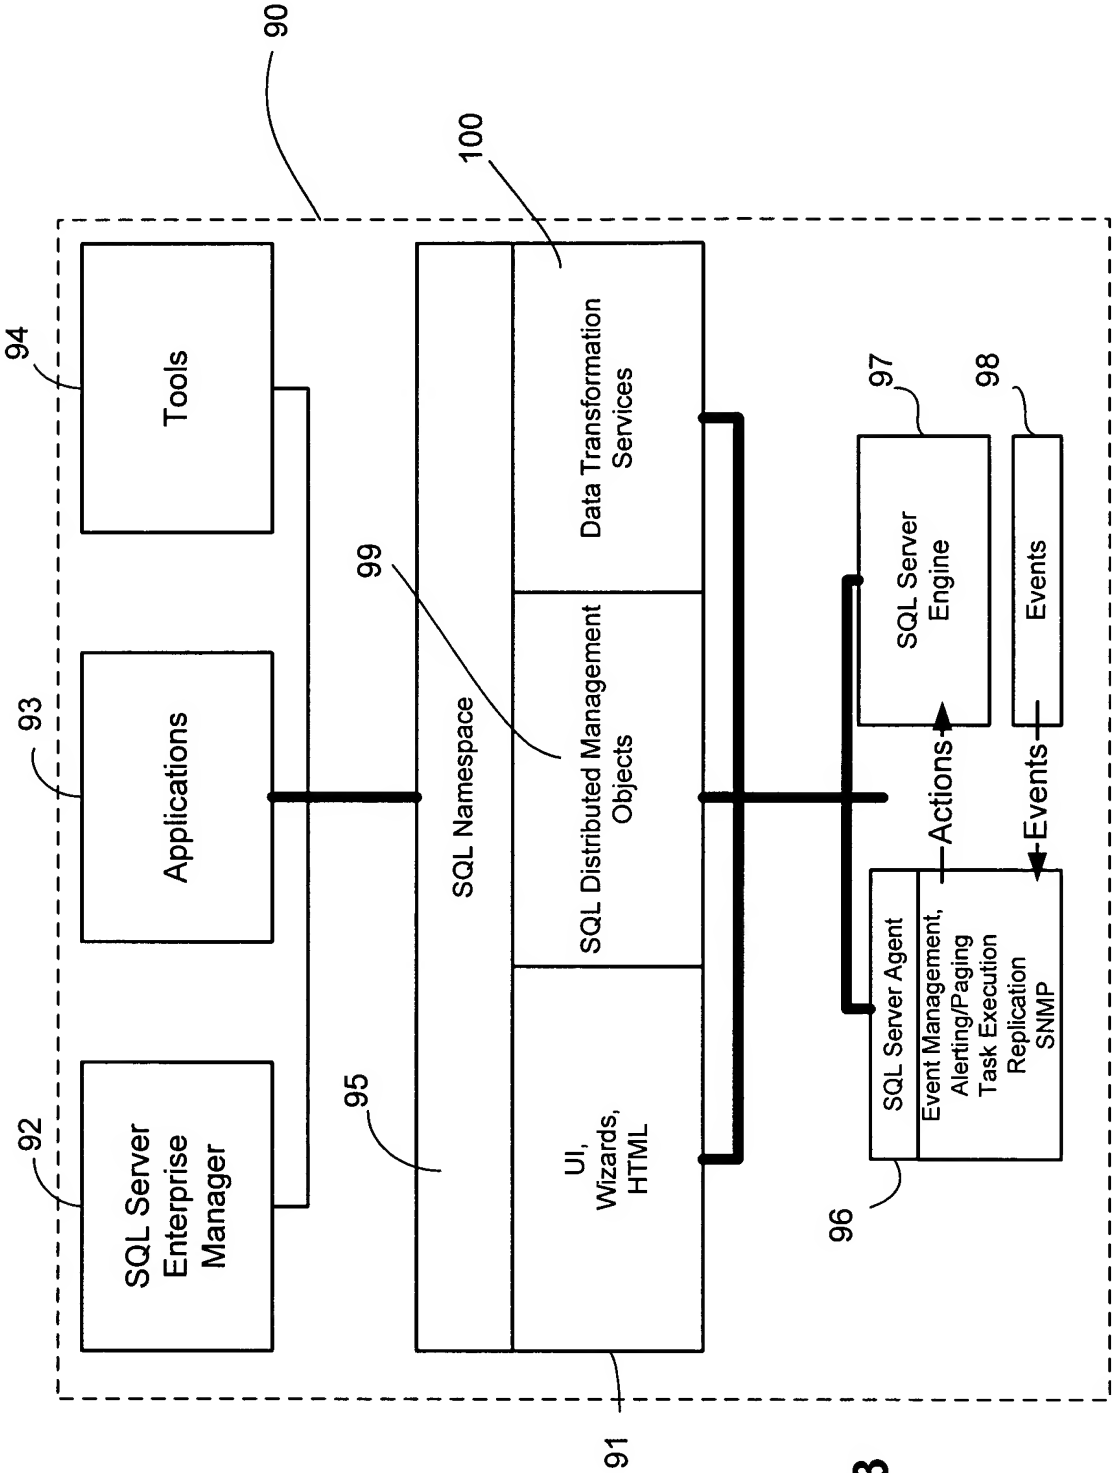 90
92
SQL Server
Enterprise
Manager
93
Applications
94
Tools
95
SQL Namespace
99
100
91
UI,
Wizards,
HTML
SQL Distributed Management
Objects
Data Transformation
Services
96
SQL Server Agent
Event Management,
Alerting/Paging
Task Execution
Replication
SNMP
Actions
Events
97
SQL Server
Engine
98
Events